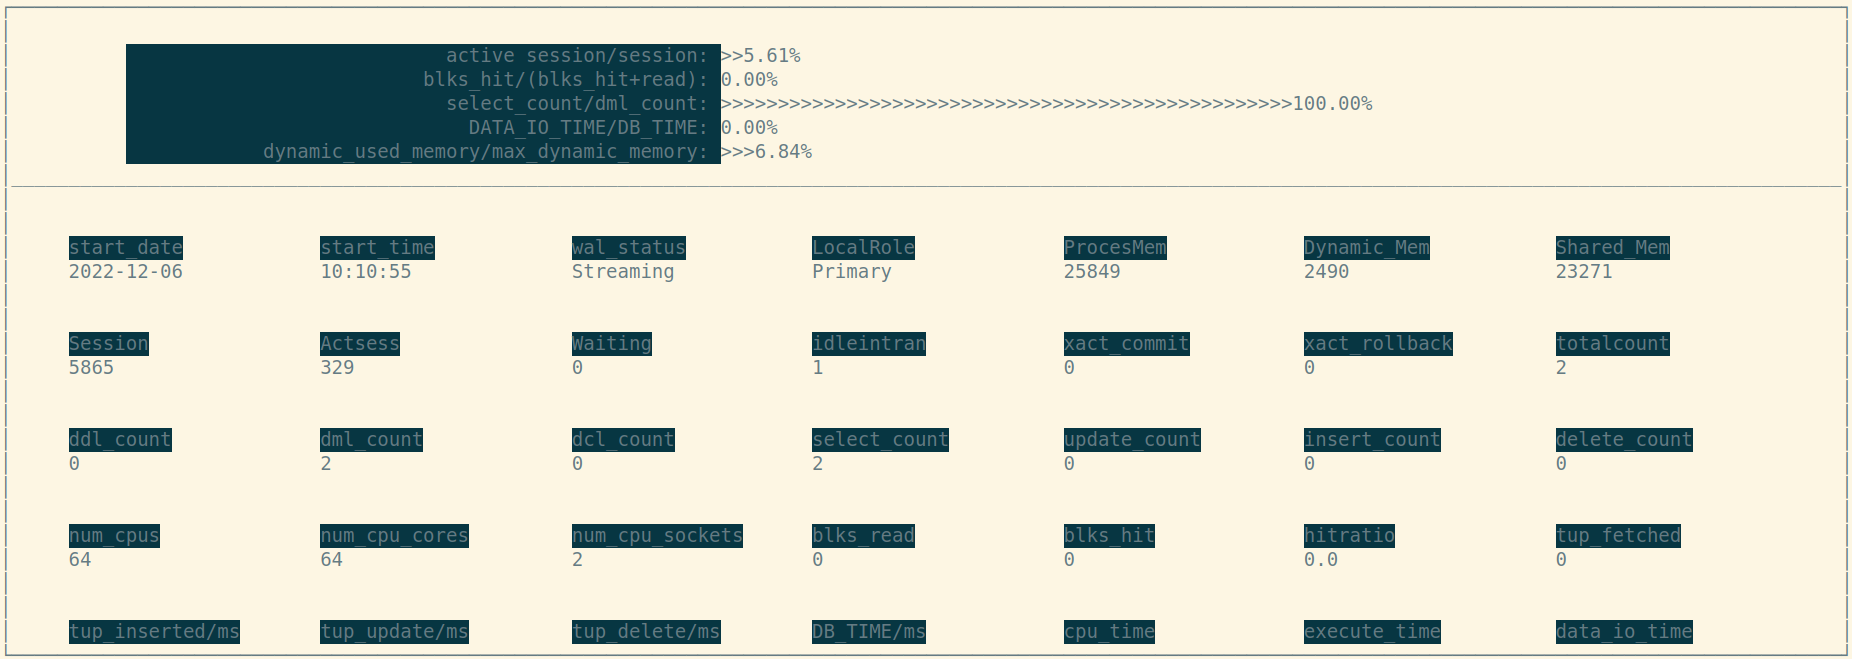 active session/session: >>5.61%
blks_hit/(blks_hit+read): 0.00%
select_count/dml_count: >>>>>>>>>>>>>>>>>>>>>>>>>>>>>>>>>>>>>>>>>>>>>>>>>>100.00%
DATA_IO_TIME/DB_TIME: 0.00%
dynamic_used_memory/max_dynamic_memory: >>>6.84%
start_date start_time wal_status LocalRole ProcesMem Dynamic_Mem Shared_Mem
2022-12-06 10:10:55 Streaming Primary 25849 2490 23271
Session Actsess Waiting idleintran xact_commit xact_rollback totalcount
5865 329 0 1 0 0 2
ddl_count dml_count dcl_count select_count update_count insert_count delete_count
0 2 0 2 0 0 0
num_cpus num_cpu_cores num_cpu_sockets blks_read blks_hit hitratio tup_fetched
64 64 2 0 0 0.0 0
tup_inserted/ms tup_update/ms tup_delete/ms DB_TIME/ms cpu_time execute_time data_io_time